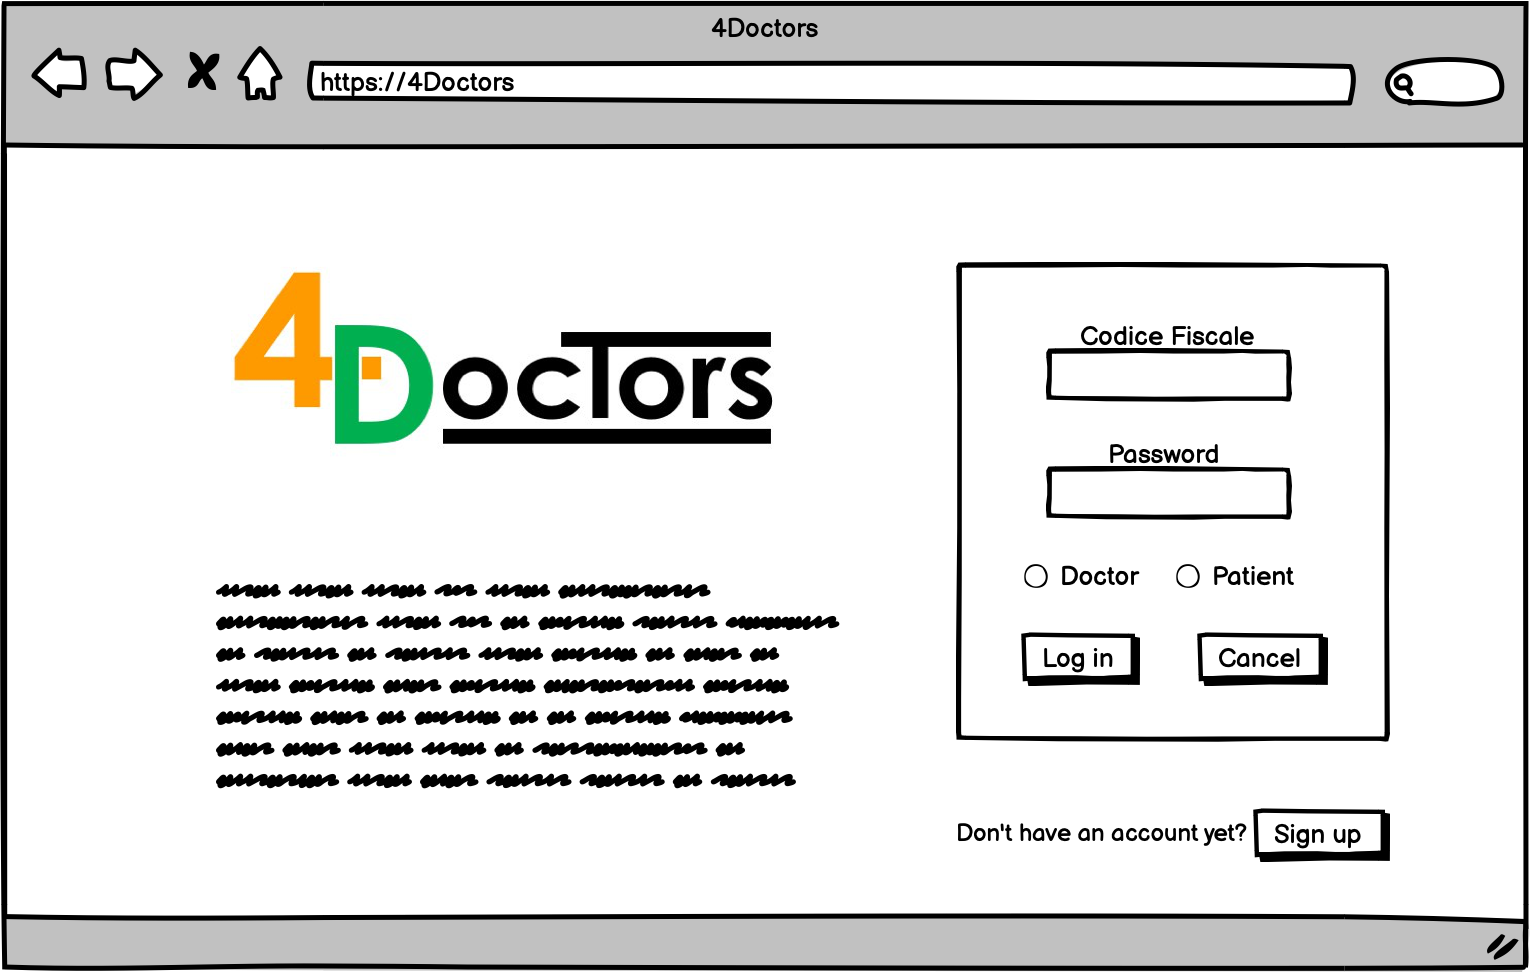 4Doctors
https://4Doctors
4Doctors
Codice Fiscale
Password
Doctor
Patient
Log in
Cancel
Don't have an account yet?
Sign up